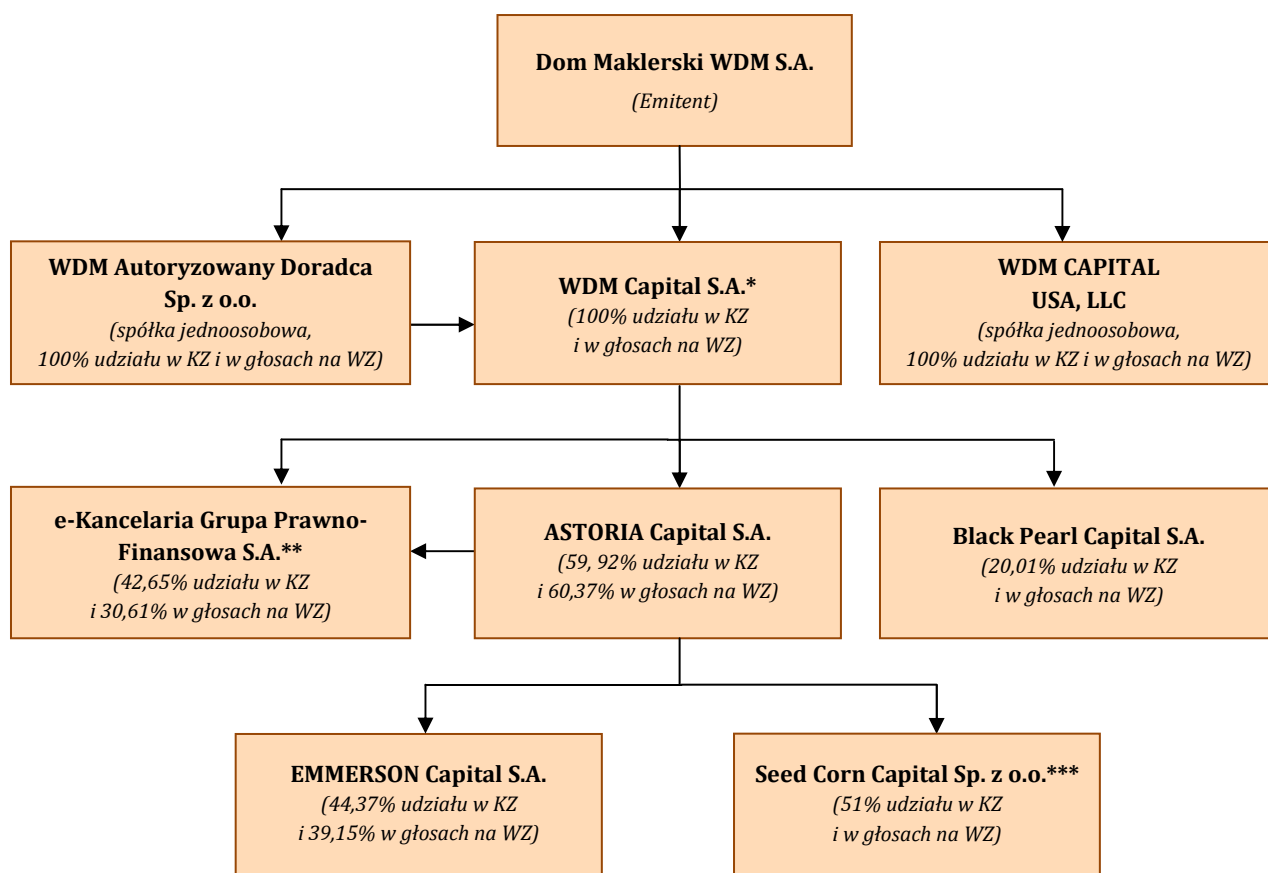 Dom Maklerski WDM S.A.
(Emitent)
WDM Autoryzowany Doradca
Sp. z o.o.
(spółka jednoosobowa,
100% udziału w KZ i w głosach na WZ)
WDM Capital S.A.*
(100% udziału w KZ
i w głosach na WZ)
WDM CAPITAL
USA, LLC
(spółka jednoosobowa,
100% udziału w KZ i w głosach na WZ)
e-Kancelaria Grupa Prawno-
Finansowa S.A.**
(42,65% udziału w KZ
i 30,61% w głosach na WZ)
ASTORIA Capital S.A.
(59, 92% udziału w KZ
i 60,37% w głosach na WZ)
Black Pearl Capital S.A.
(20,01% udziału w KZ
i w głosach na WZ)
EMMERSON Capital S.A.
(44,37% udziału w KZ
i 39,15% w głosach na WZ)
Seed Corn Capital Sp. z o.o.***
(51% udziału w KZ
i w głosach na WZ)